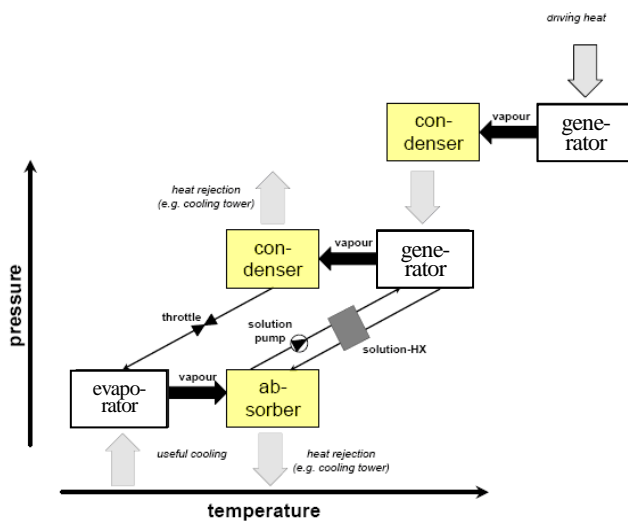 driving heat
con-
denser
vapour
gene-
rator
heat rejection
(e.g. cooling tower)
con-
denser
vapour
gene-
rator
pressure
throttle
solution
pump
solution-HX
evapo-
rator
vapour
ab-
sorber
useful cooling
heat rejection
(e.g. cooling tower)
temperature